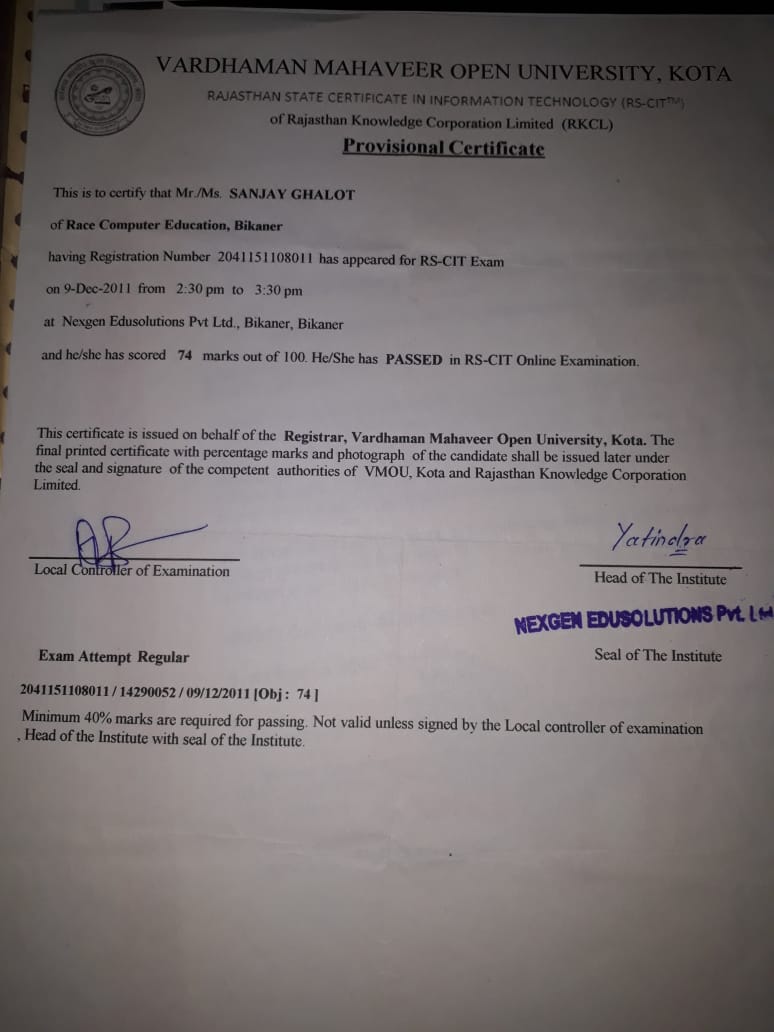 VARDHAMAN MAHAVEER OPEN UNIVERSITY, KOTA
RAJASTHAN STATE CERTIFICATE IN INFORMATION TECHNOLOGY (RS-CIT™)
of Rajasthan Knowledge Corporation Limited (RKCL)
Provisional Certificate
This is to certify that Mr./Ms. SANJAY GHALOT
of Race Computer Education, Bikaner
having Registration Number 2041151108011 has appeared for RS-CIT Exam
on 9-Dec-2011 from 2:30 pm to 3:30 pm
at Nexgen Edusolutions Pvt Ltd., Bikaner, Bikaner
and he/she has scored 74 marks out of 100. He/She has PASSED in RS-CIT Online Examination.
This certificate is issued on behalf of the Registrar, Vardhaman Mahaveer Open University, Kota. The
final printed certificate with percentage marks and photograph of the candidate shall be issued later under
the seal and signature of the competent authorities of VMOU, Kota and Rajasthan Knowledge Corporation
Limited.
Yatindra
Local Controller of Examination
Head of The Institute
NEXGEN EDUSOLUTIONS Pvt. Ltd
Exam Attempt Regular
Seal of The Institute
2041151108011 / 14290052 / 09/12/2011 [Obj : 74 ]
Minimum 40% marks are required for passing. Not valid unless signed by the Local controller of examination
, Head of the Institute with seal of the Institute.